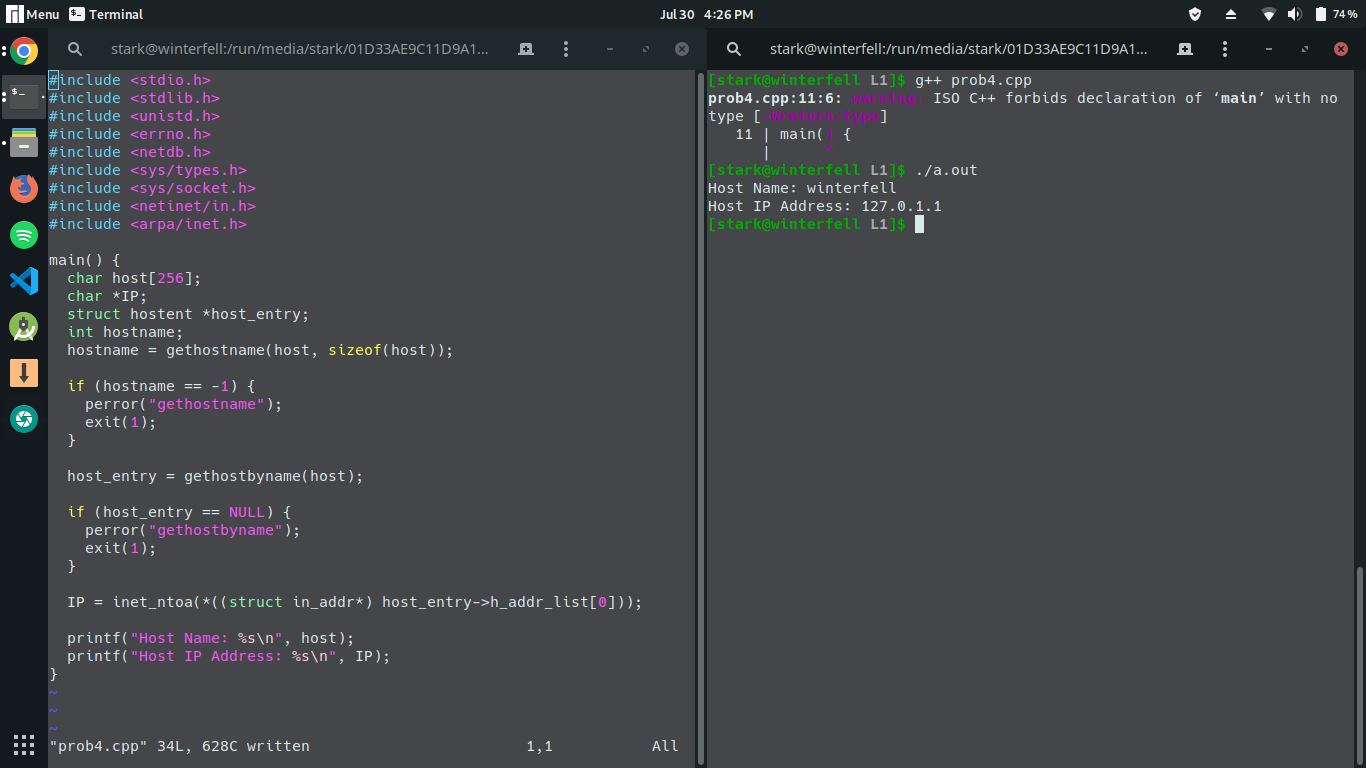 Menu Terminal Jul 30 4:26 PM 74 %
stark@winterfell:/run/media/stark/01D33AE9C11D9A1...
#include <stdio.h>
#include <stdlib.h>
#include <unistd.h>
#include <errno.h>
#include <netdb.h>
#include <sys/types.h>
#include <sys/socket.h>
#include <netinet/in.h>
#include <arpa/inet.h>

main() {
  char host[256];
  char *IP;
  struct hostent *host_entry;
  int hostname;
  hostname = gethostname(host, sizeof(host));

  if (hostname == -1) {
    perror("gethostname");
    exit(1);
  }

  host_entry = gethostbyname(host);

  if (host_entry == NULL) {
    perror("gethostbyname");
    exit(1);
  }

  IP = inet_ntoa(*((struct in_addr*) host_entry->h_addr_list[0]));

  printf("Host Name: %s\n", host);
  printf("Host IP Address: %s\n", IP);
}
~
~
~
"prob4.cpp" 34L, 628C written 1,1 All
stark@winterfell:/run/media/stark/01D33AE9C11D9A1...
[stark@winterfell L1]$ g++ prob4.cpp
prob4.cpp:11:6: warning: ISO C++ forbids declaration of ‘main’ with no
type [-Wreturn-type]
   11 | main() {
      |      ^
[stark@winterfell L1]$ ./a.out
Host Name: winterfell
Host IP Address: 127.0.1.1
[stark@winterfell L1]$